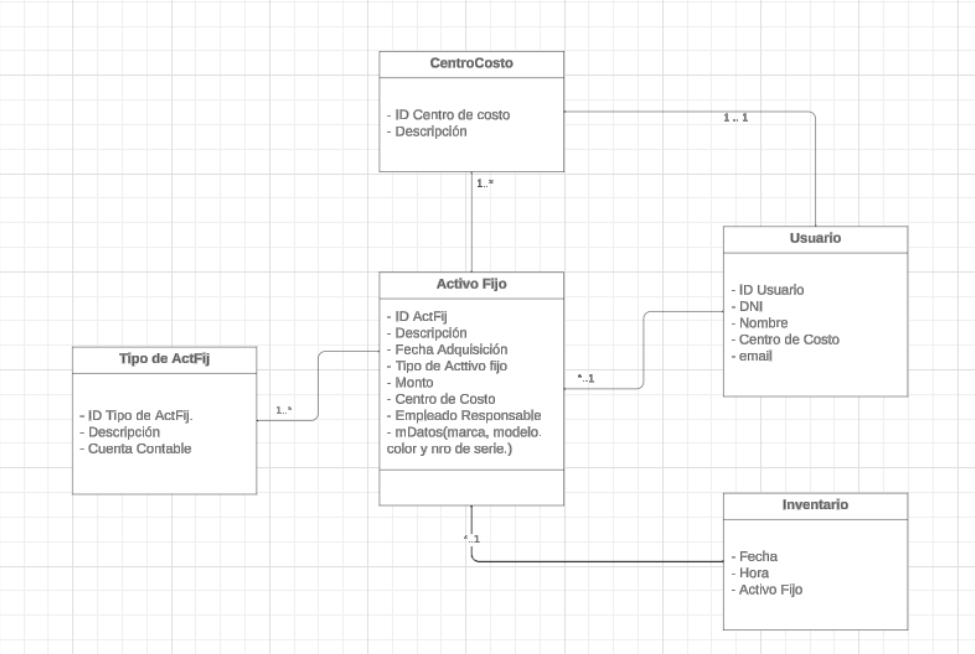 CentroCosto
- ID Centro de costo
- Descripción
1 .. 1
1..*
Usuario
- ID Usuario
- DNI
- Nombre
- Centro de Costo
- email
Activo Fijo
- ID ActFij
- Descripción
- Fecha Adquisición
- Tipo de Acttivo fijo
- Monto
- Centro de Costo
- Empleado Responsable
- mDatos(marca, modelo.
color y nro de serie.)
*..1
Tipo de ActFij
- ID Tipo de ActFij.
- Descripción
- Cuenta Contable
1..*
*..1
Inventario
- Fecha
- Hora
- Activo Fijo